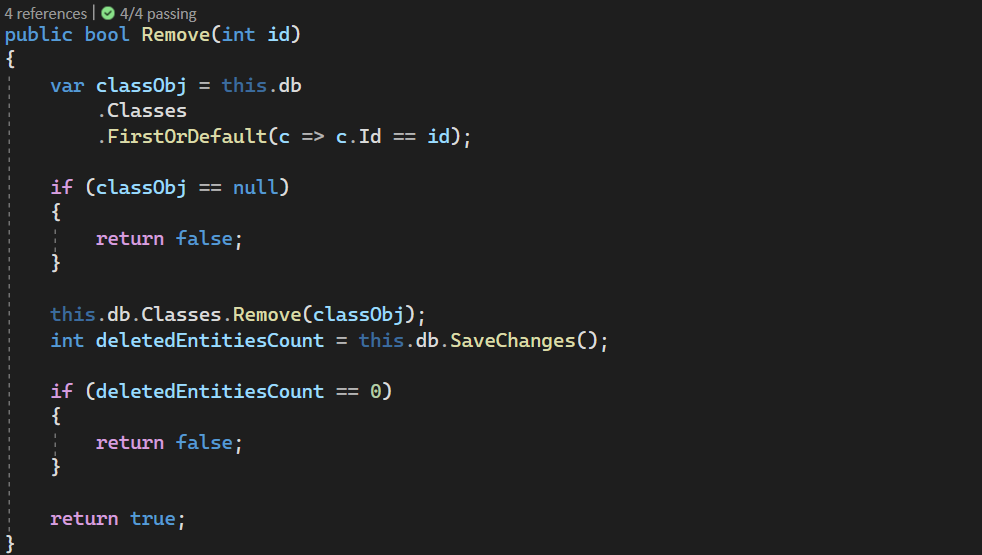 4 references | 4/4 passing
public bool Remove(int id)
{
    var classObj = this.db
        .Classes
        .FirstOrDefault(c => c.Id == id);

    if (classObj == null)
    {
        return false;
    }

    this.db.Classes.Remove(classObj);
    int deletedEntitiesCount = this.db.SaveChanges();

    if (deletedEntitiesCount == 0)
    {
        return false;
    }

    return true;
}